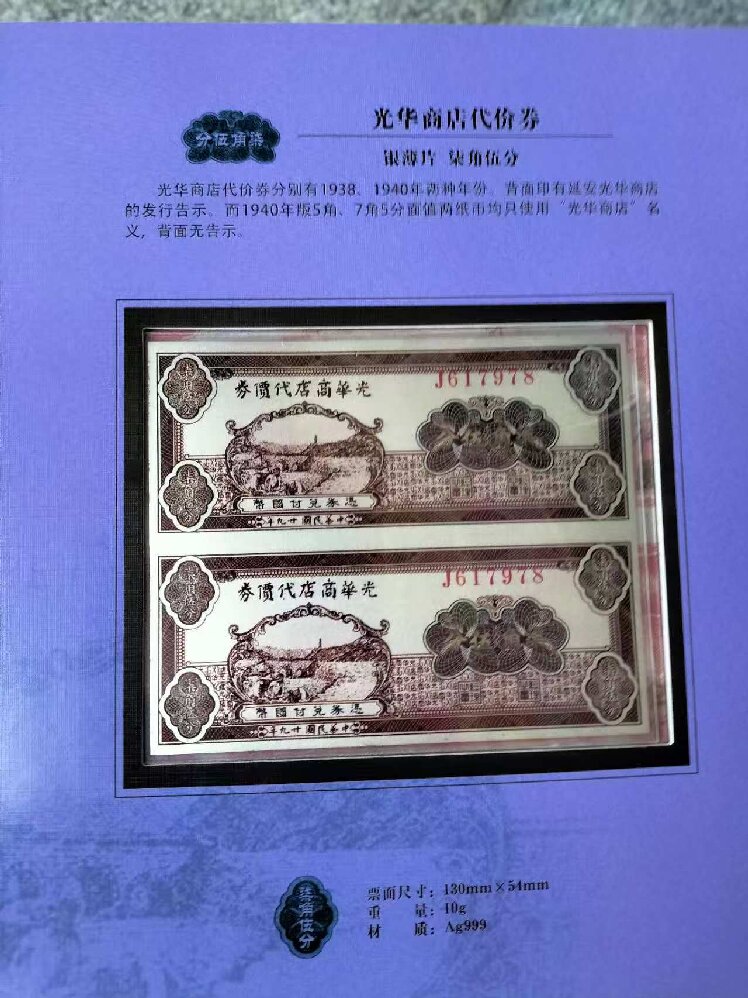 光华商店代价券
分伍角柒
银薄片 柒角伍分
光华商店代价券分别有1938、1940年两种年份。背面印有延安光华商店
的发行告示。而1940年版5角、7角5分面值两纸币均只使用“光华商店”名
义，背面无告示。
券價代店商華光
J617978
幣國付兌券憑
年九廿國民華中
券價代店商華光
J617978
幣國付兌券憑
年九廿國民華中
柒角伍分
票面尺寸：130mm×54mm
重 量：10g
材 质：Ag999